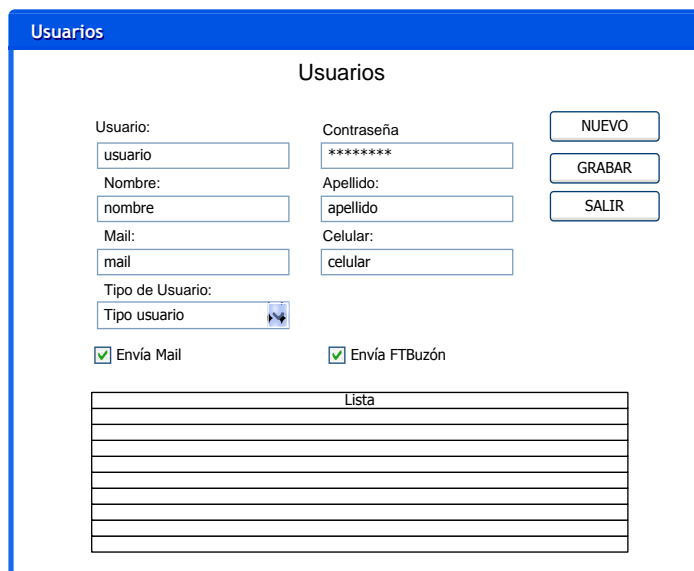 Usuarios
Usuarios
Usuario:
Contraseña
NUEVO
usuario
********
GRABAR
Nombre:
Apellido:
nombre
apellido
SALIR
Mail:
Celular:
mail
celular
Tipo de Usuario:
Tipo usuario
Envía Mail
Envía FTBuzón
Lista